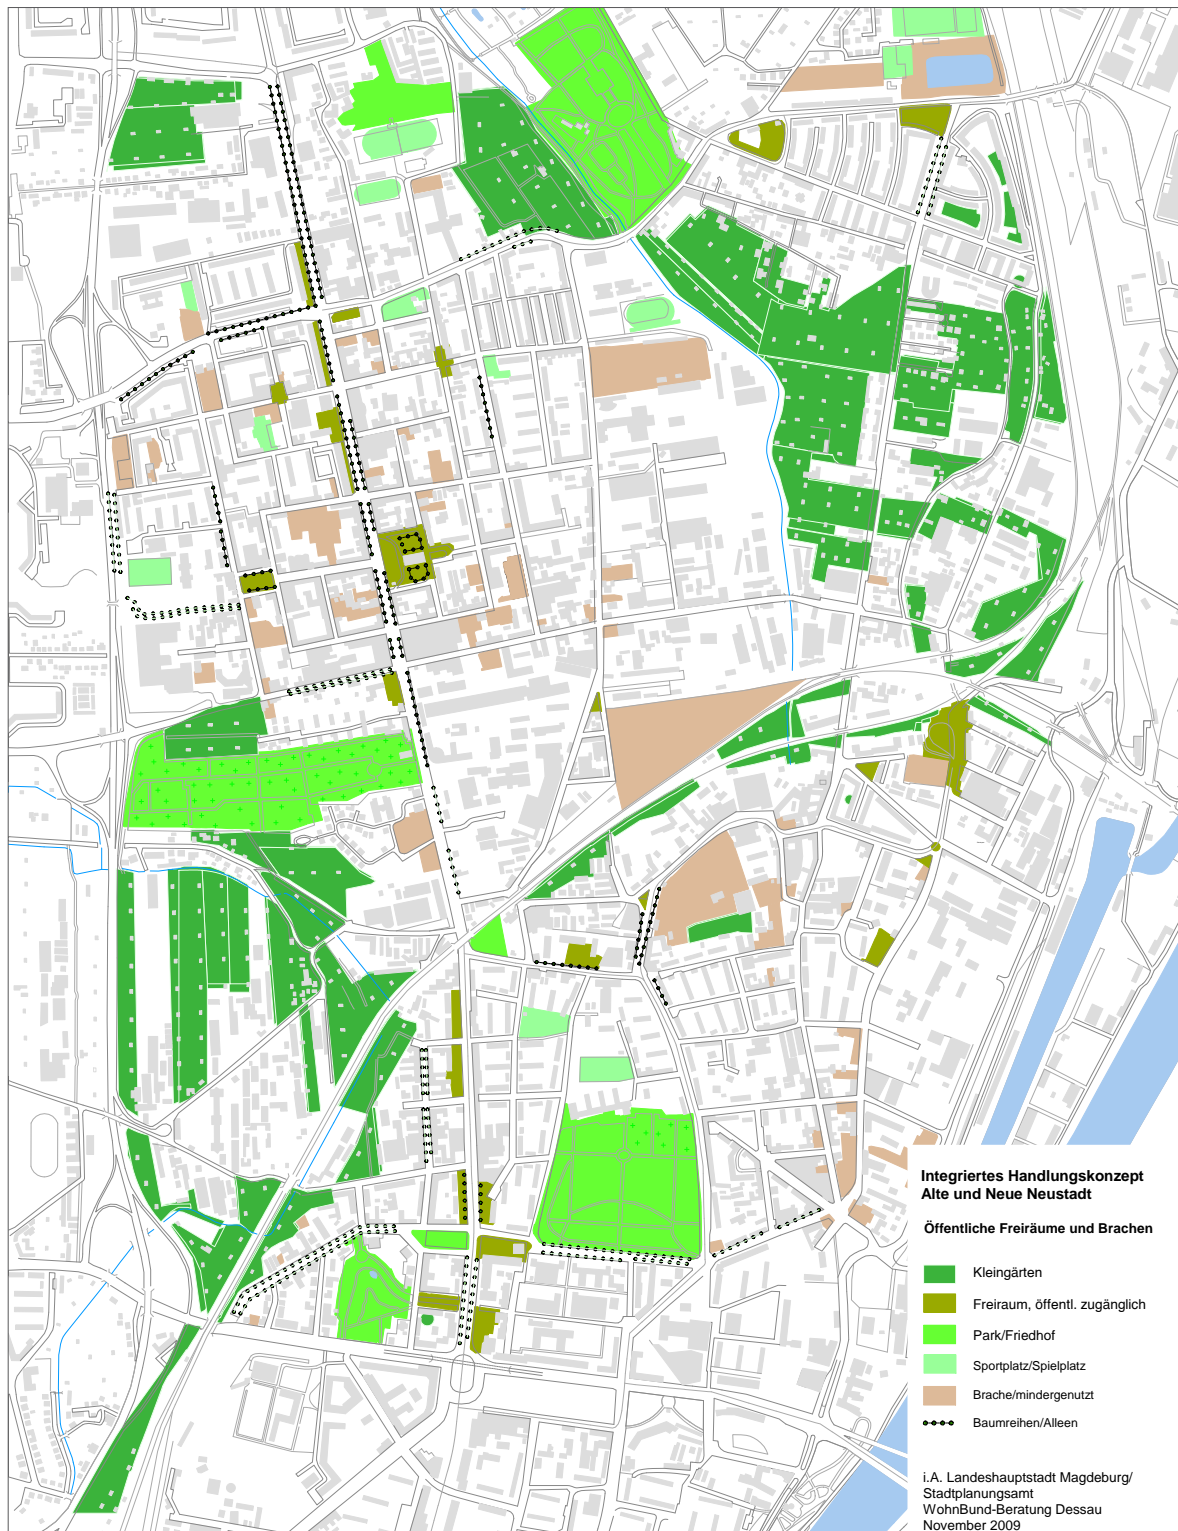 Integriertes Handlungskonzept
Alte und Neue Neustadt
Öffentliche Freiräume und Brachen
Kleingärten
Freiraum, öffentl. zugänglich
Park/Friedhof
Sportplatz/Spielplatz
Brache/mindergenutzt
Baumreihen/Alleen
i.A. Landeshauptstadt Magdeburg/
Stadtplanungsamt
WohnBund-Beratung Dessau
November 2009